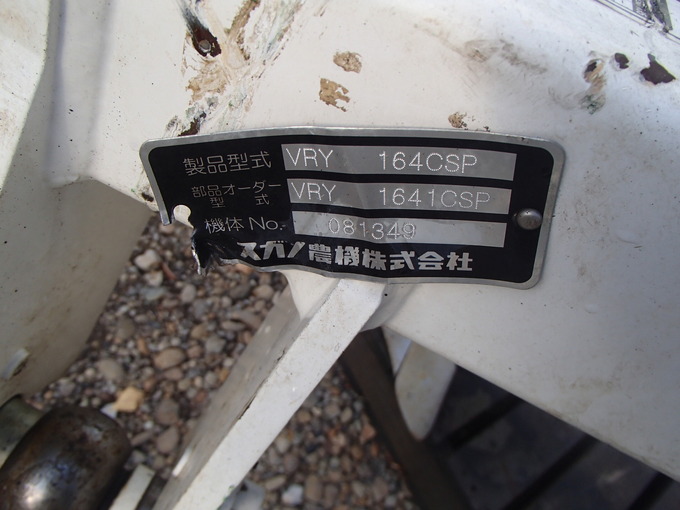 製品型式 VRY 164CSP
部品オーダー型式 VRY 1641CSP
機体No. 081349
スガノ農機株式会社